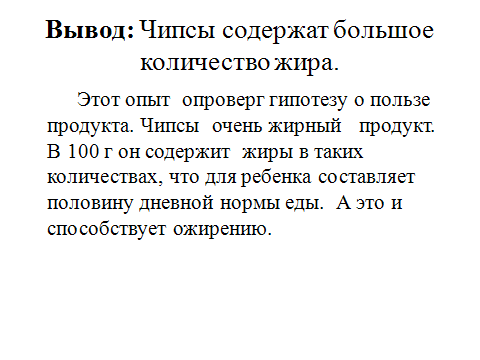 Вывод: Чипсы содержат большое
количество жира.
Этот опыт опроверг гипотезу о пользе
продукта. Чипсы очень жирный продукт.
В 100 г он содержит жиры в таких
количествах, что для ребенка составляет
половину дневной нормы еды. А это и
способствует ожирению.